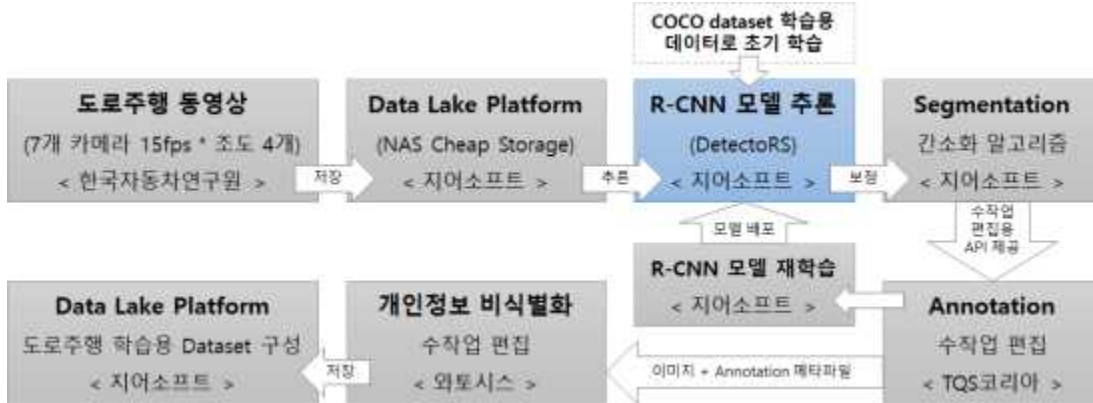 COCO dataset 학습용
데이터로 초기 학습
도로주행 동영상
(7개 카메라 15fps * 조도 4개)
< 한국자동차연구원 >
저장
Data Lake Platform
(NAS Cheap Storage)
< 지어소프트 >
추론
R-CNN 모델 추론
(DetectoRS)
< 지어소프트 >
보정
Segmentation
간소화 알고리즘
< 지어소프트 >
수작업
편집용
API 제공
모델 배포
R-CNN 모델 재학습
< 지어소프트 >
Annotation
수작업 편집
< TQS코리아 >
이미지 + Annotation 메타파일
개인정보 비식별화
수작업 편집
< 와토시스 >
저장
Data Lake Platform
도로주행 학습용 Dataset 구성
< 지어소프트 >